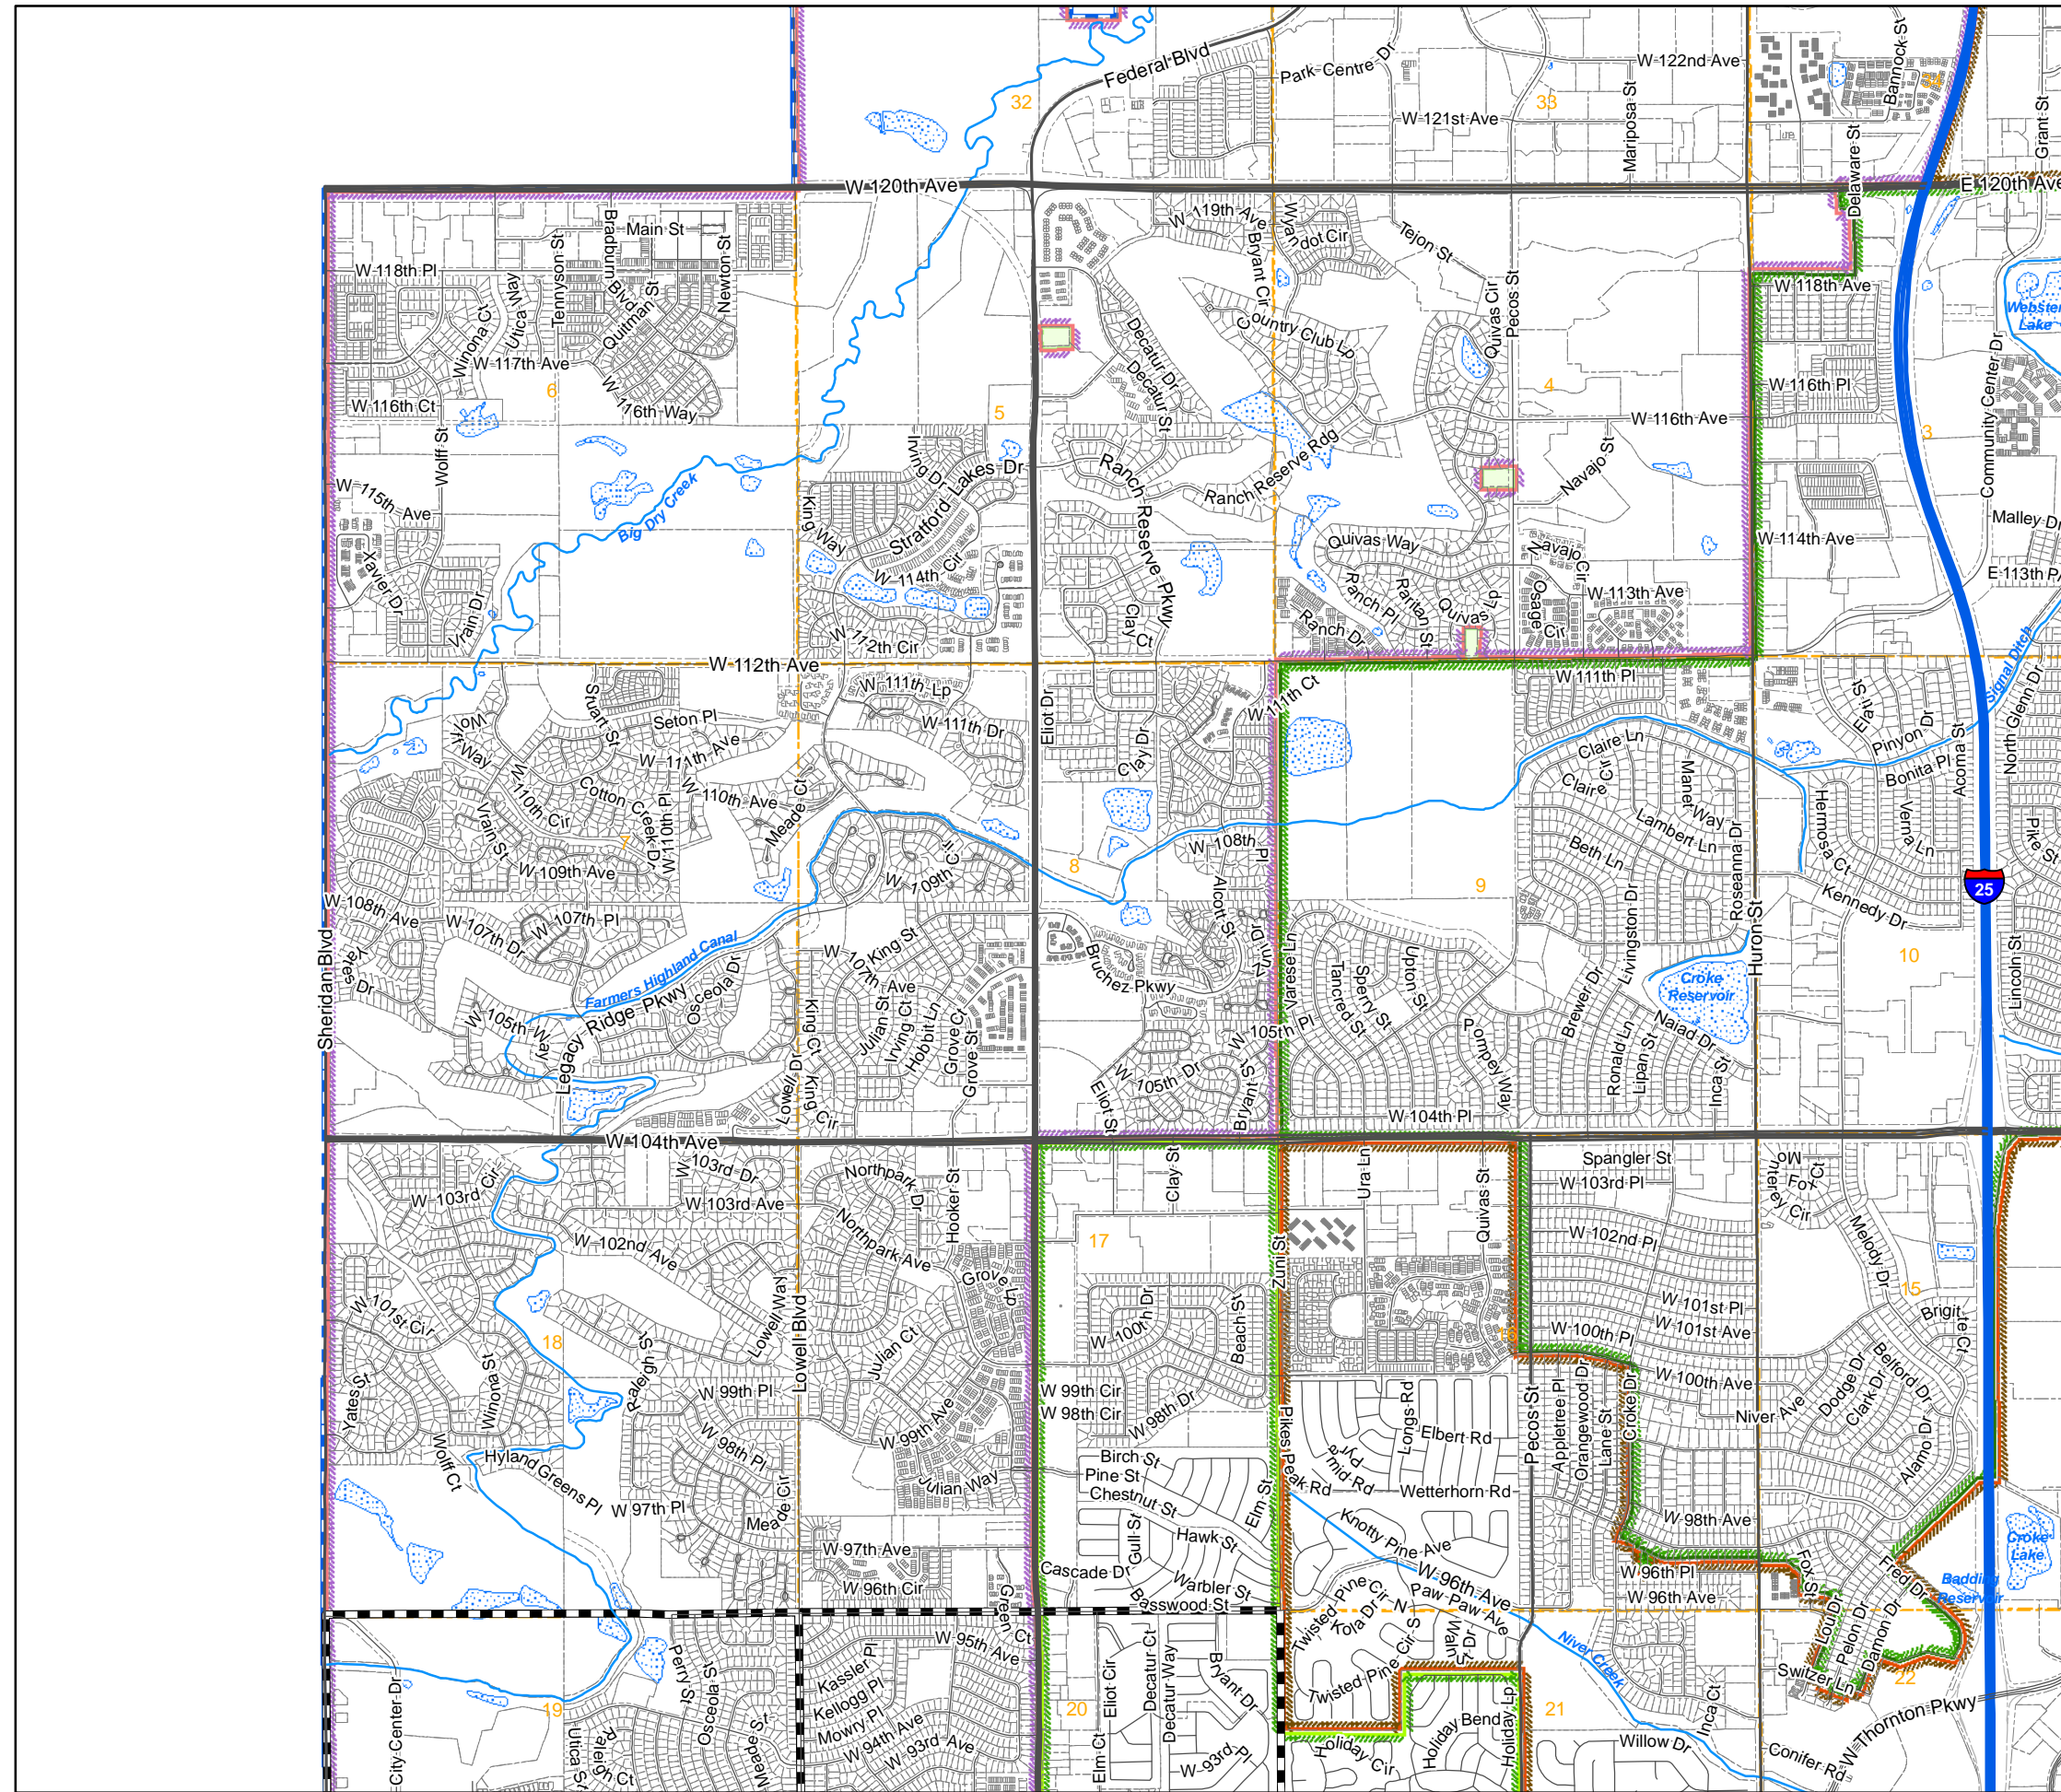 Federal Blvd
Park Centre Dr
W 122nd Ave
Bannock St
32
33
W 121st Ave
Mariposa St
Grant St
Delaware St
W 120th Ave
E 120th Ave
Bradburn Blvd
Main St
Tennyson St
Newton St
W 119th Ave
Bryant Cir
Wyandot Cir
Tejon St
W 118th Pl
Utica Way
Winona Ct
Quitman St
Quivas Cir
Pecos St
W 118th Ave
Webster
Lake
Decatur Dr
Country Club Lp
W 117th Ave
Decatur St
W 116th Way
W 116th Ct
6
5
4
3
W 116th Pl
W 116th Ave
Community Center Dr
Wolff St
Irving Dr
Stratford Lakes Dr
Ranch Reserve Pkwy
Ranch Reserve Rdg
Navajo St
W 115th Ave
Big Dry Creek
King Way
Malley Dr
Xavier Dr
W 114th Cir
Quivas Way
Navajo Cir
W 114th Ave
E 113th P
Vrain Dr
W 112th Cir
Clay Ct
Ranch Dr
Ranch Pl
Raritan St
Quivas Lp
Osage Cir
W 113th Ave
W 112th Ave
Signal Ditch
Wolff Way
Stuart St
Seton Pl
W 111th Ave
W 111th Lp
W 111th Dr
Eliot Dr
Clay Dr
W 111th Ct
W 111th Pl
Elati St
Pinyon Dr
Bonita Pl
Acoma St
North Glenn Dr
W 110th Cir
Cotton Creek Dr
W 110th Pl
W 110th Ave
Meade Ct
Claire Ln
Claire Cir
Manet Way
Lambert Ln
Hermosa Ct
Verna Ln
Pike St
Vrain St
7
8
9
10
W 109th Ave
W 109th Cir
W 108th Pl
Beth Ln
Roseanna Dr
Kennedy Dr
25
W 108th Ave
W 107th Dr
W 107th Pl
Alcott St
Zuni Dr
Livingston Dr
Huron St
Sheridan Blvd
Yates Dr
Farmers Highland Canal
W 107th Ave
King St
Bruchez Pkwy
Varese Ln
Tancred St
Sperry St
Upton St
Brewer Dr
Croke
Reservoir
Lincoln St
W 105th Way
Legacy Ridge Pkwy
Osceola Dr
King Ct
Julian St
Irving Ct
Hobbit Ln
Grove Ct
Grove St
W 105th Pl
W 105th Dr
Pompey Way
Ronald Ln
Lipan St
Naiad Dr
Inca St
Lowell Dr
King Cir
Eliot St
Bryant St
W 104th Pl
W 104th Ave
W 103rd Cir
W 103rd Dr
W 103rd Ave
Northpark Dr
Hooker St
Clay St
Ura Ln
Quivas St
Spangler St
W 103rd Pl
Fox Ct
Monterey Cir
W 102nd Ave
Northpark Ave
Grove Lp
17
Zuni St
W 102nd Pl
Melody Dr
W 101st Cir
Lowell Way
Lowell Blvd
Julian Ct
W 100th Dr
Beach St
16
W 101st Pl
W 101st Ave
W 100th Pl
15
Brigitte Ct
18
Yates St
Winona St
Raleigh St
W 99th Pl
W 99th Cir
W 98th Cir
W 98th Dr
W 100th Ave
Belford Dr
Dodge Dr
Clark Dr
Wolff Ct
Hyland Greens Pl
W 98th Pl
W 99th Ave
Julian Way
Birch St
Pine St
Chestnut St
Elm St
Pikes Peak Rd
Pyramid Rd
Longs Rd
Elbert Rd
Wetterhorn Rd
Pecos St
Appletree Pl
Orangewood Dr
Lane St
Croke Dr
Niver Ave
Alamo Dr
W 97th Pl
Meade Cir
Gull St
Hawk St
Knotty Pine Ave
W 98th Ave
Croke
Lake
W 97th Ave
W 96th Cir
Green Ct
Cascade Dr
Warbler St
Basswood St
W 96th Ave
Paw Paw Ave
W 96th Pl
W 96th Ave
Fox St
Fred Dr
Badding
Reservoir
Twisted Pine Cir N
Kola Dr
Twisted Pine Cir S
Walnut Dr
Niver Creek
Lou Dr
Pelon Dr
Damon Dr
Switzer Ln
City Center Dr
19
Perry St
Osceola St
Meade St
Utica St
Raleigh Ct
Kassler Pl
Kellogg Pl
Mowry Pl
W 95th Ave
W 94th Ave
W 93rd Ave
20
Elm Ct
Eliot Cir
Decatur Ct
Decatur Way
Bryant Dr
W 93rd Pl
Holiday Cir
Holiday Bend
Holiday Lp
21
Willow Dr
Inca Ct
22
Conifer Rd
W Thornton Pkwy